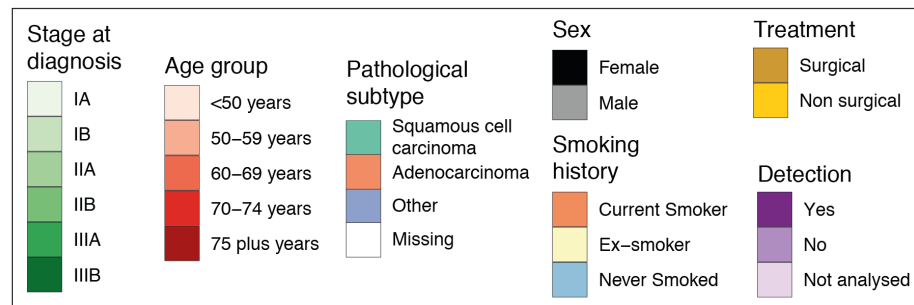 Stage at
diagnosis
IA
IB
IIA
IIB
IIIA
IIIB
Age group
<50 years
50–59 years
60–69 years
70–74 years
75 plus years
Pathological
subtype
Squamous cell
carcinoma
Adenocarcinoma
Other
Missing
Sex
Female
Male
Smoking
history
Current Smoker
Ex–smoker
Never Smoked
Treatment
Surgical
Non surgical
Detection
Yes
No
Not analysed